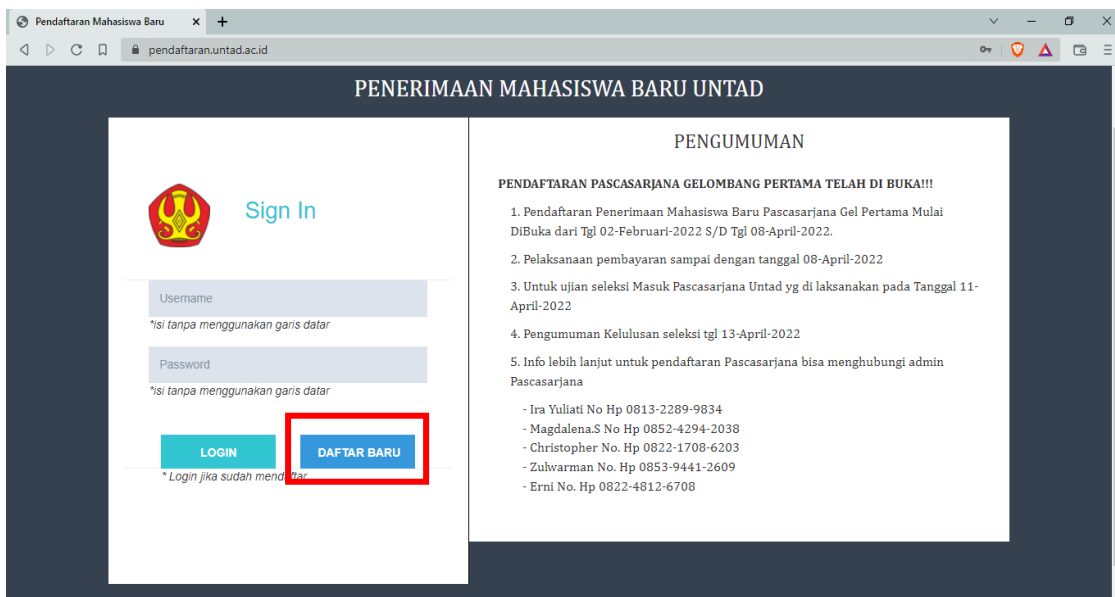 Pendaftaran Mahasiswa Baru
pendaftaran.untad.ac.id
PENERIMAAN MAHASISWA BARU UNTAD
Sign In
Username
*isi tanpa menggunakan garis datar
Password
*isi tanpa menggunakan garis datar
LOGIN
DAFTAR BARU
* Login jika sudah mendaftar
PENGUMUMAN
PENDAFTARAN PASCASARJANA GELOMBANG PERTAMA TELAH DI BUKA!!!
1. Pendaftaran Penerimaan Mahasiswa Baru Pascasarjana Gel Pertama Mulai
DiBuka dari Tgl 02-Februari-2022 S/D Tgl 08-April-2022.
2. Pelaksanaan pembayaran sampai dengan tanggal 08-April-2022
3. Untuk ujian seleksi Masuk Pascasarjana Untad yg di laksanakan pada Tanggal 11-
April-2022
4. Pengumuman Kelulusan seleksi tgl 13-April-2022
5. Info lebih lanjut untuk pendaftaran Pascasarjana bisa menghubungi admin
Pascasarjana
- Ira Yuliati No Hp 0813-2289-9834
- Magdalena.S No Hp 0852-4294-2038
- Christopher No. Hp 0822-1708-6203
- Zulwarman No. Hp 0853-9441-2609
- Erni No. Hp 0822-4812-6708